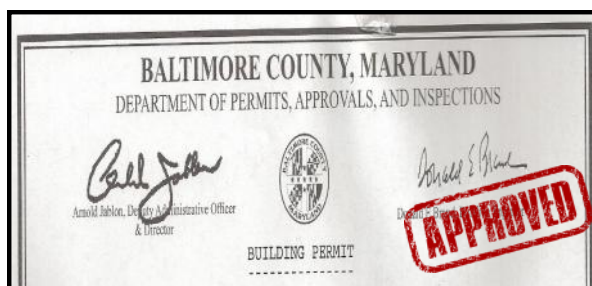 BALTIMORE COUNTY, MARYLAND
DEPARTMENT OF PERMITS, APPROVALS, AND INSPECTIONS
BALTIMORE COUNTY
MARYLAND
Arnold Jablon, Deputy Administrative Officer
& Director
Donald E
APPROVED
BUILDING PERMIT